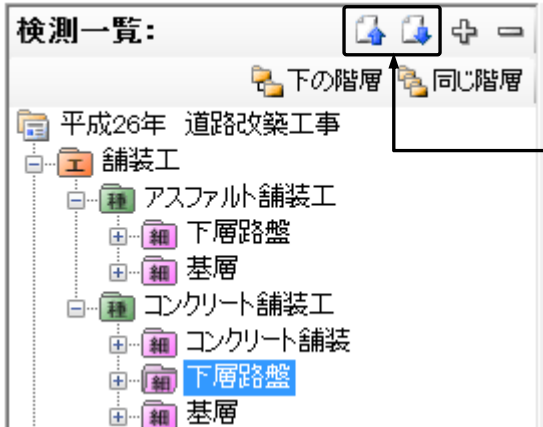 検測一覧:
下の階層 同じ階層
平成26年 道路改築工事
工 舗装工
種 アスファルト舗装工
細 下層路盤
細 基層
種 コンクリート舗装工
細 コンクリート舗装
細 下層路盤
細 基層